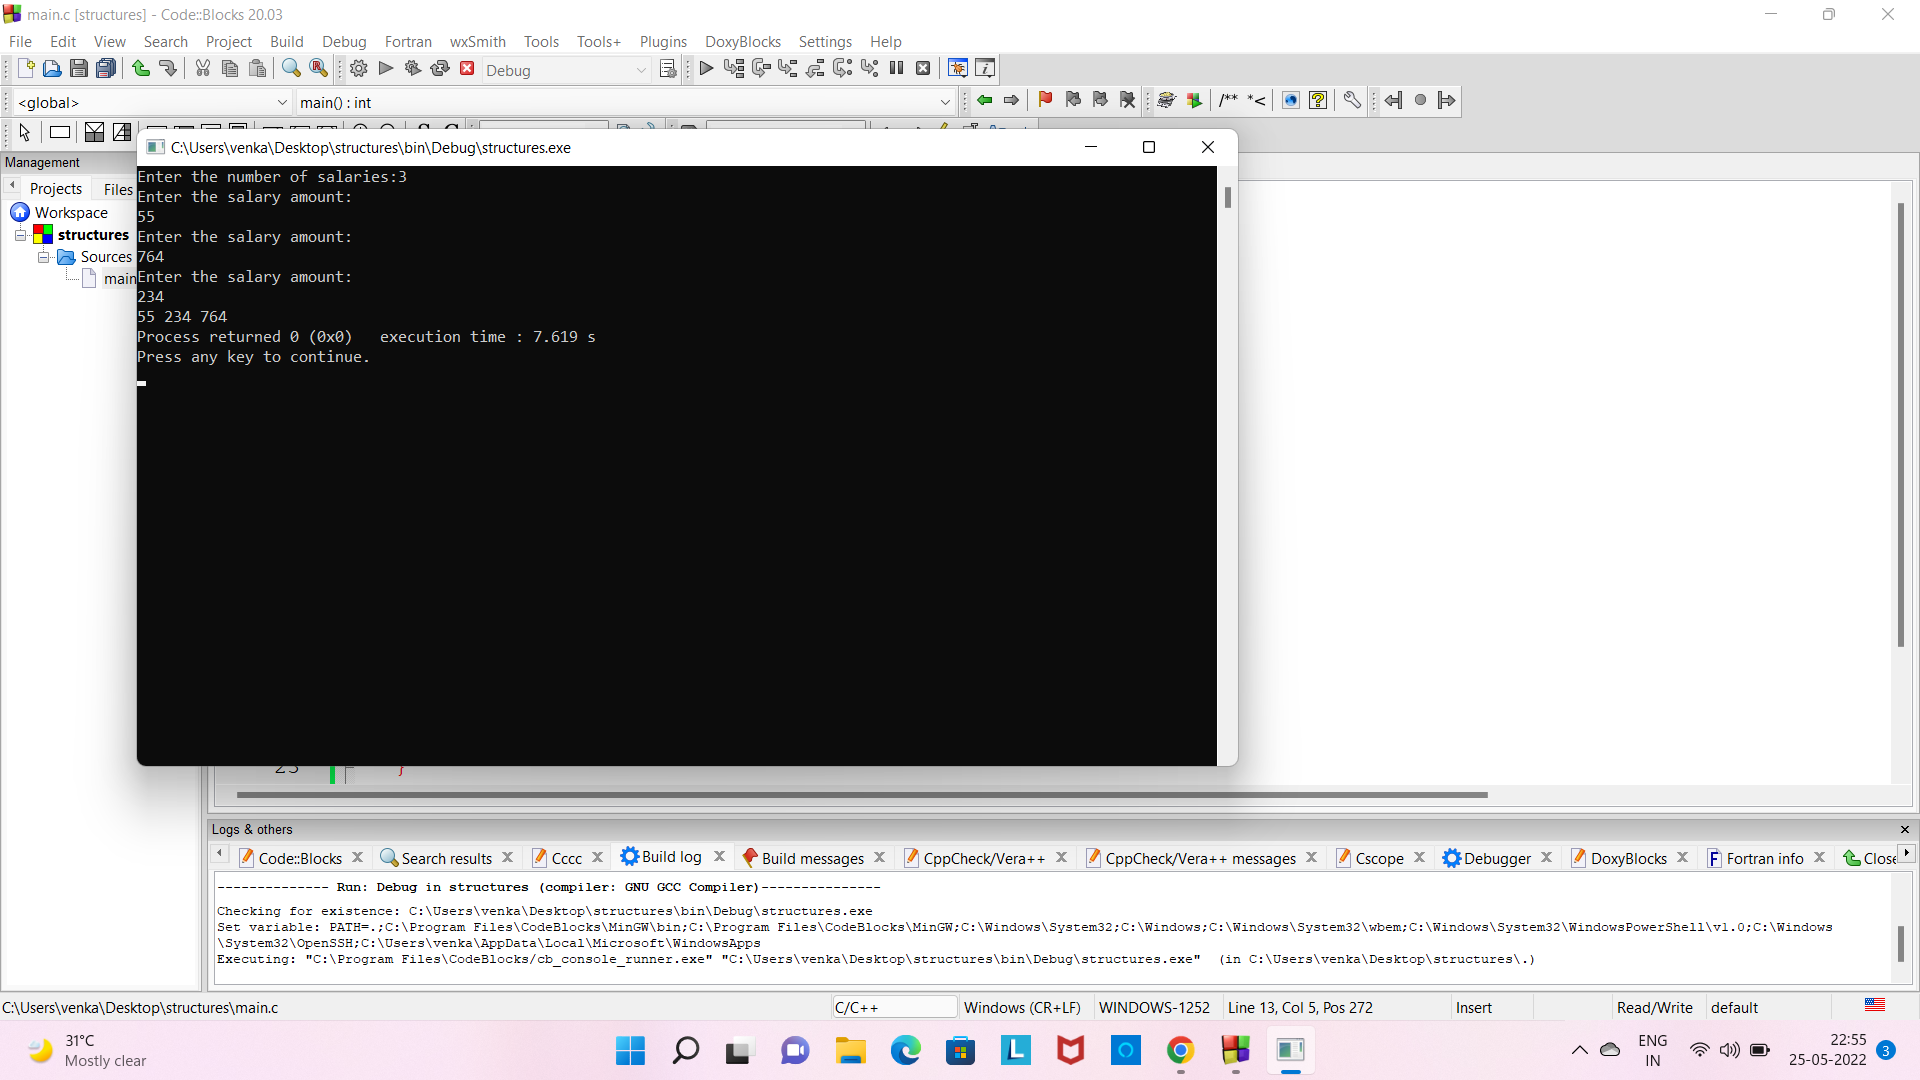 main.c [structures] - Code::Blocks 20.03
File Edit View Search Project Build Debug Fortran wxSmith Tools Tools+ Plugins DoxyBlocks Settings Help
Debug
<global> main() : int /** *<
Management
Projects Files
Workspace
structures
Sources
main
C:\Users\venka\Desktop\structures\bin\Debug\structures.exe
Enter the number of salaries:3
Enter the salary amount:
55
Enter the salary amount:
764
Enter the salary amount:
234
55 234 764
Process returned 0 (0x0)   execution time : 7.619 s
Press any key to continue.
}
Logs & others
Code::Blocks Search results Cccc Build log Build messages CppCheck/Vera++ CppCheck/Vera++ messages Cscope Debugger DoxyBlocks Fortran info Close
-------------- Run: Debug in structures (compiler: GNU GCC Compiler)---------------
Checking for existence: C:\Users\venka\Desktop\structures\bin\Debug\structures.exe
Set variable: PATH=.;C:\Program Files\CodeBlocks\MinGW\bin;C:\Program Files\CodeBlocks\MinGW;C:\Windows\System32;C:\Windows;C:\Windows\System32\wbem;C:\Windows\System32\WindowsPowerShell\v1.0;C:\Windows
\System32\OpenSSH;C:\Users\venka\AppData\Local\Microsoft\WindowsApps
Executing: "C:\Program Files\CodeBlocks/cb_console_runner.exe" "C:\Users\venka\Desktop\structures\bin\Debug\structures.exe"  (in C:\Users\venka\Desktop\structures\.)
C:\Users\venka\Desktop\structures\main.c C/C++ Windows (CR+LF) WINDOWS-1252 Line 13, Col 5, Pos 272 Insert Read/Write default
31°C
Mostly clear
ENG
IN
22:55
25-05-2022
3